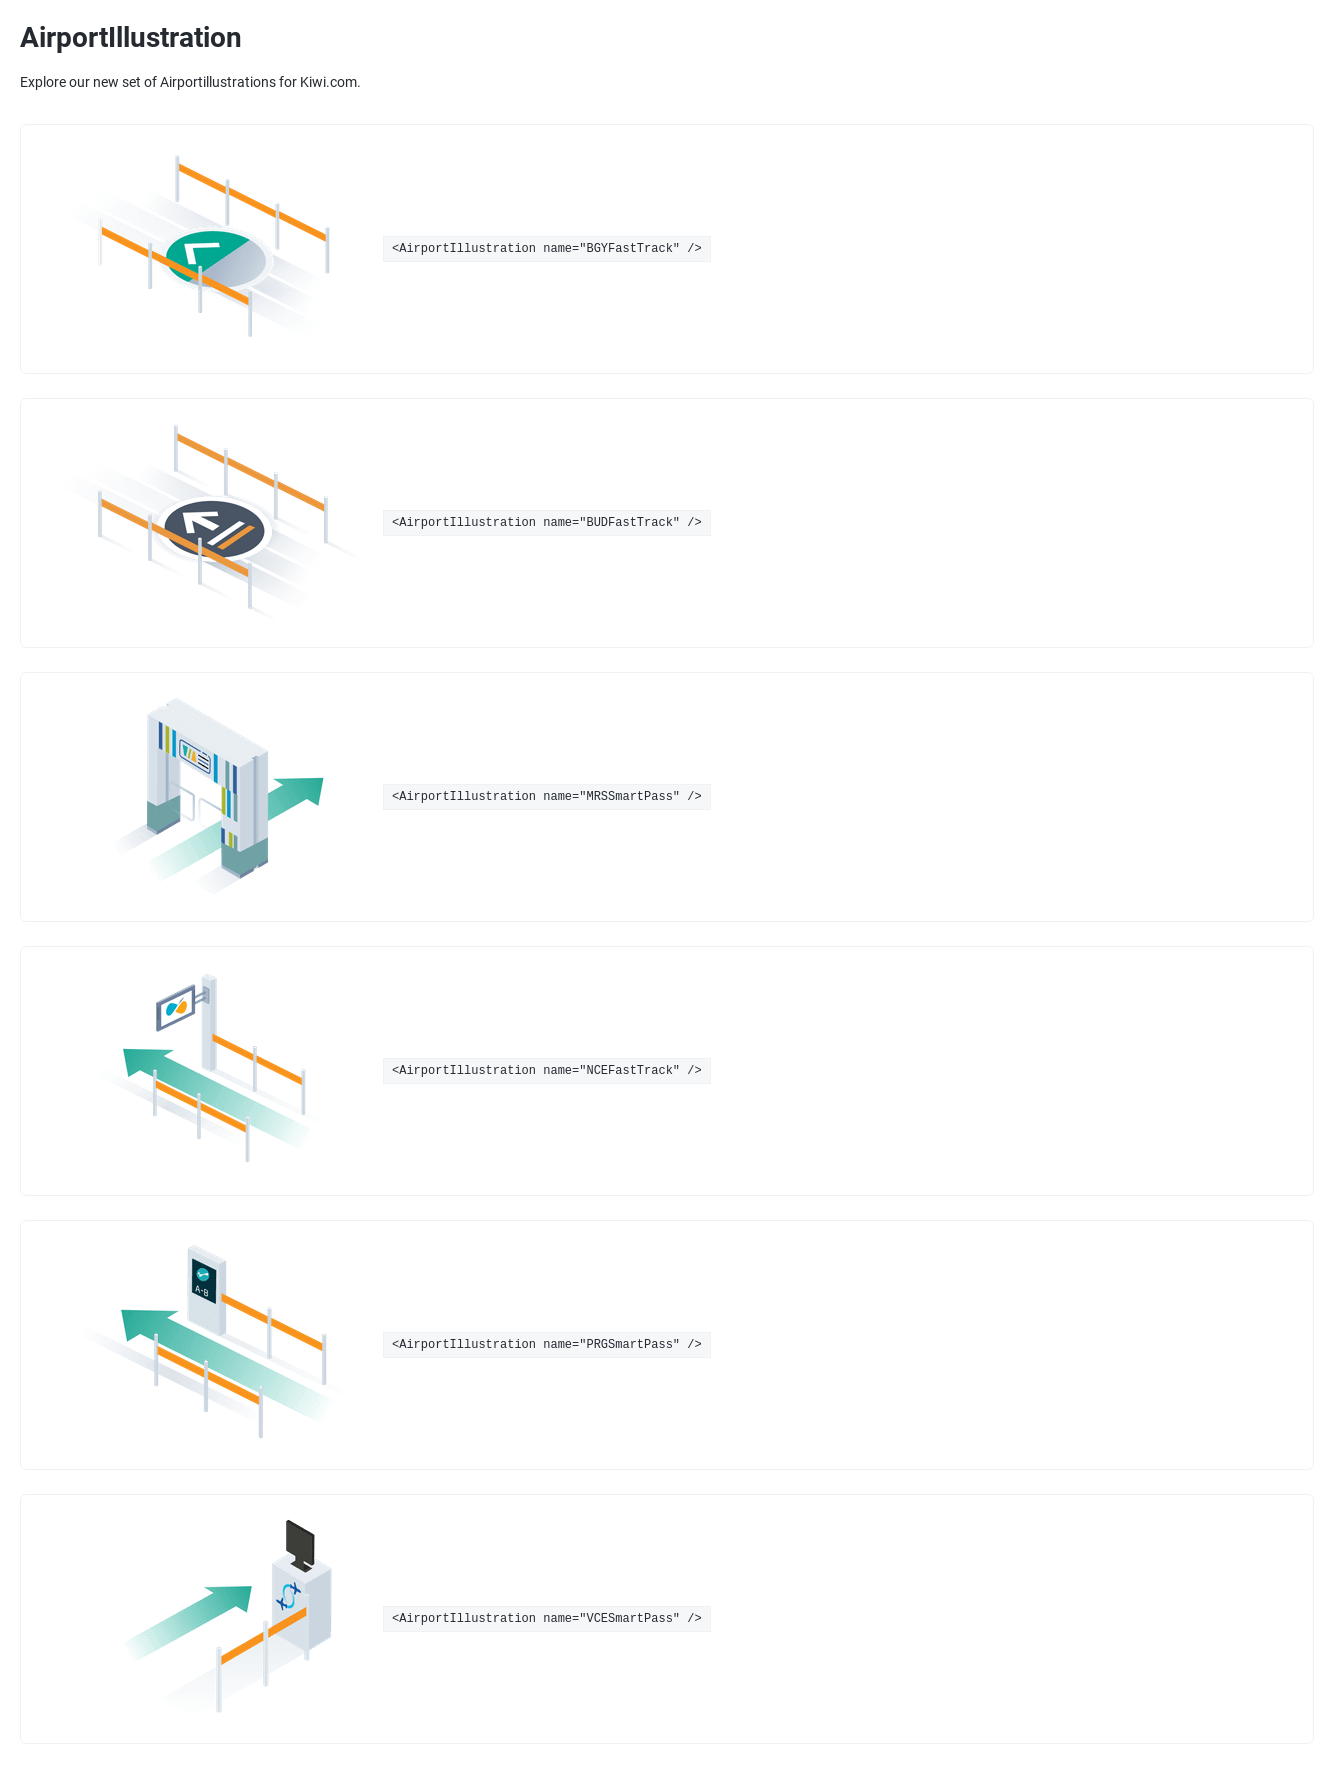 AirportIllustration
Explore our new set of Airportillustrations for Kiwi.com.
<AirportIllustration name="BGYFastTrack" />
<AirportIllustration name="BUDFastTrack" />
<AirportIllustration name="MRSSmartPass" />
<AirportIllustration name="NCEFastTrack" />
A-B
<AirportIllustration name="PRGSmartPass" />
<AirportIllustration name="VCESmartPass" />